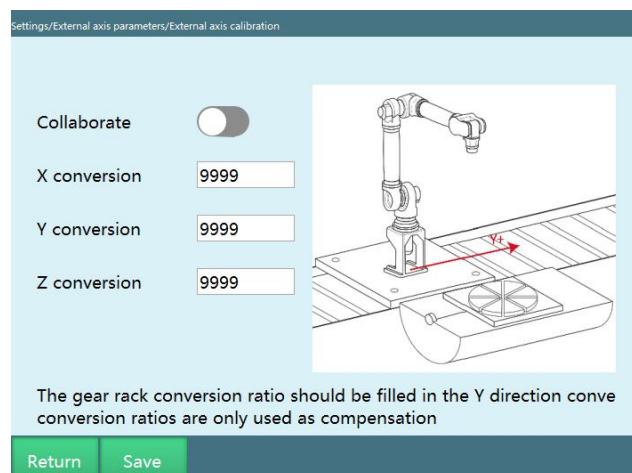 Settings/External axis parameters/External axis calibration
Collaborate
X conversion 9999
Y conversion 9999
Z conversion 9999
Y+
The gear rack conversion ratio should be filled in the Y direction conve
conversion ratios are only used as compensation
Return Save